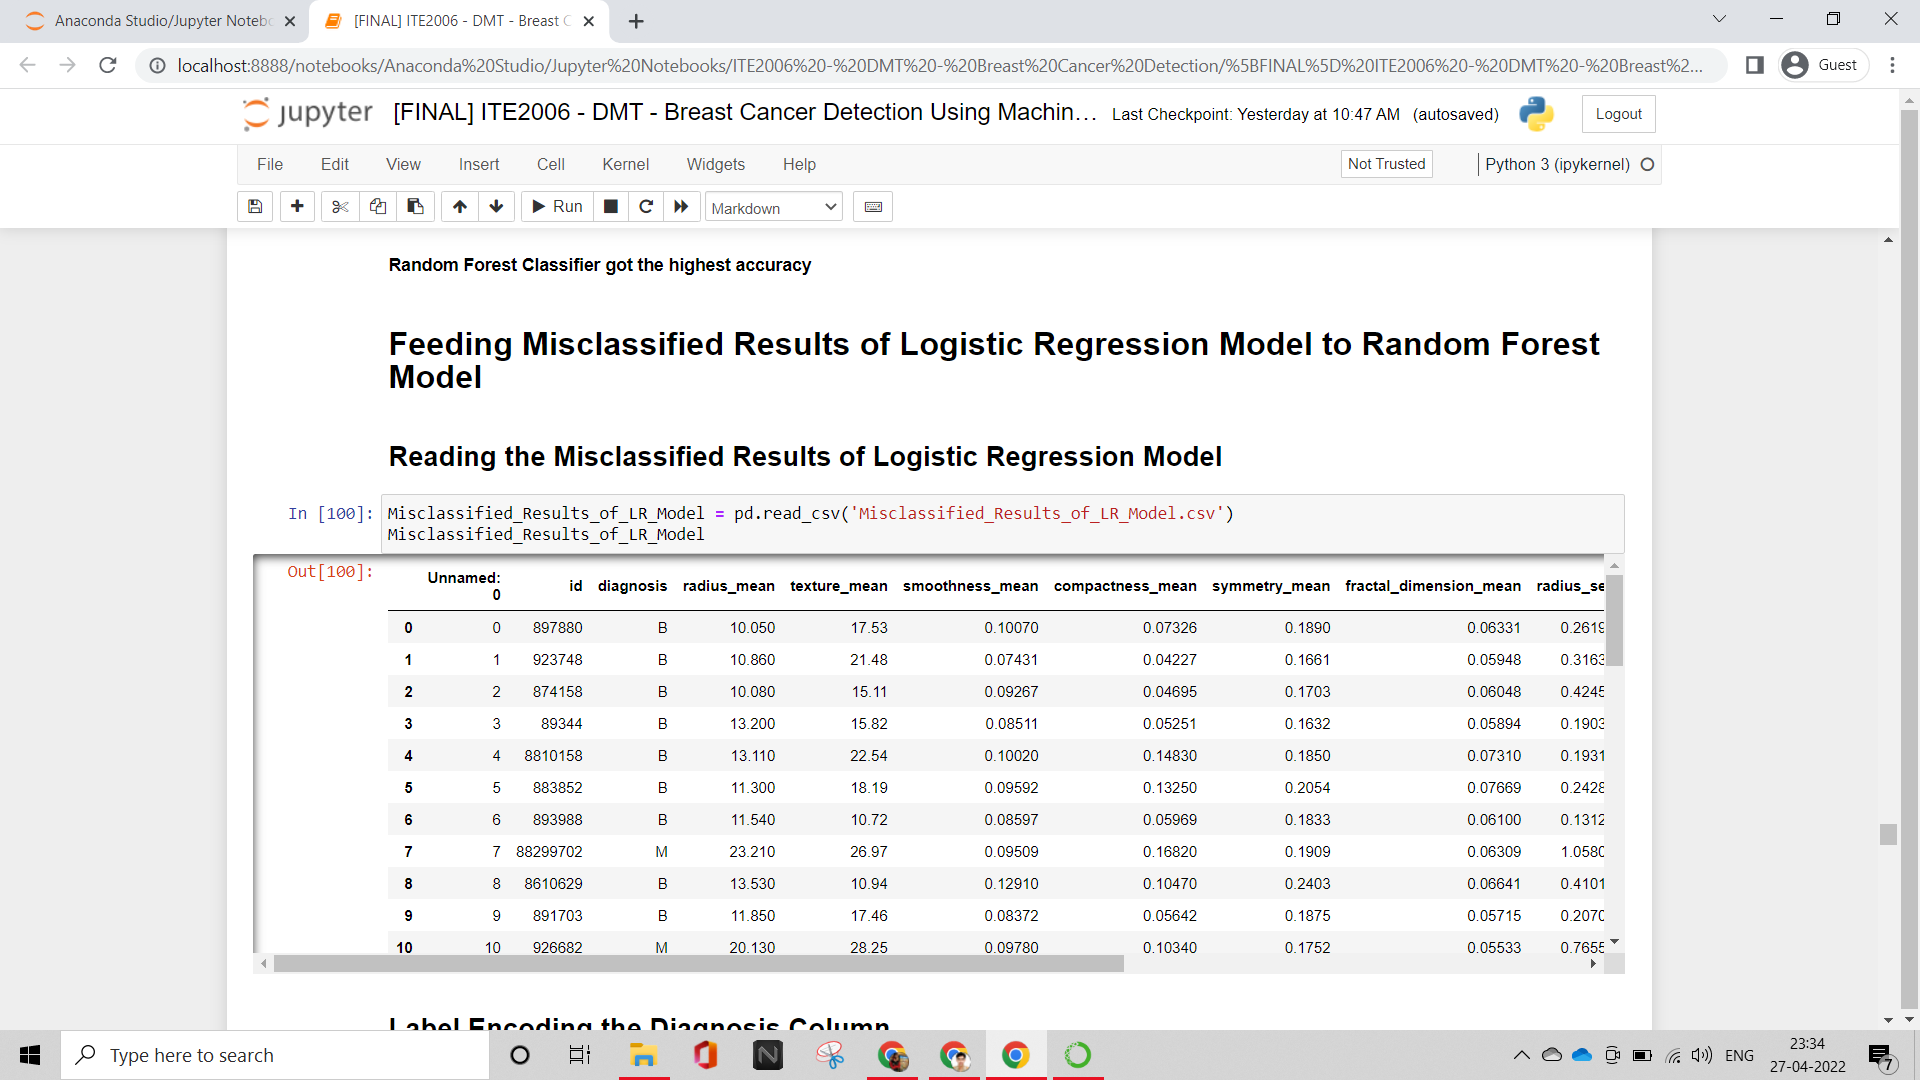 Anaconda Studio/Jupyter Noteb
[FINAL] ITE2006 - DMT - Breast C
localhost:8888/notebooks/Anaconda%20Studio/Jupyter%20Notebooks/ITE2006%20-%20DMT%20-%20Breast%20Cancer%20Detection/%5BFINAL%5D%20ITE2006%20-%20DMT%20-%20Breast%2...
Guest
jupyter [FINAL] ITE2006 - DMT - Breast Cancer Detection Using Machin... Last Checkpoint: Yesterday at 10:47 AM (autosaved) Logout
File Edit View Insert Cell Kernel Widgets Help Not Trusted Python 3 (ipykernel)
Run Markdown
Random Forest Classifier got the highest accuracy
Feeding Misclassified Results of Logistic Regression Model to Random Forest
Model
Reading the Misclassified Results of Logistic Regression Model
In [100]: Misclassified_Results_of_LR_Model = pd.read_csv('Misclassified_Results_of_LR_Model.csv')
Misclassified_Results_of_LR_Model
Out[100]:
Unnamed: 0 id diagnosis radius_mean texture_mean smoothness_mean compactness_mean symmetry_mean fractal_dimension_mean radius_se
0 0 897880 B 10.050 17.53 0.10070 0.07326 0.1890 0.06331 0.2619
1 1 923748 B 10.860 21.48 0.07431 0.04227 0.1661 0.05948 0.3163
2 2 874158 B 10.080 15.11 0.09267 0.04695 0.1703 0.06048 0.4245
3 3 89344 B 13.200 15.82 0.08511 0.05251 0.1632 0.05894 0.1903
4 4 8810158 B 13.110 22.54 0.10020 0.14830 0.1850 0.07310 0.1931
5 5 883852 B 11.300 18.19 0.09592 0.13250 0.2054 0.07669 0.2428
6 6 893988 B 11.540 10.72 0.08597 0.05969 0.1833 0.06100 0.1312
7 7 88299702 M 23.210 26.97 0.09509 0.16820 0.1909 0.06309 1.0580
8 8 8610629 B 13.530 10.94 0.12910 0.10470 0.2403 0.06641 0.4101
9 9 891703 B 11.850 17.46 0.08372 0.05642 0.1875 0.05715 0.2070
10 10 926682 M 20.130 28.25 0.09780 0.10340 0.1752 0.05533 0.7655
Label Encoding the Diagnosis Column
Type here to search
ENG
23:34
27-04-2022
7